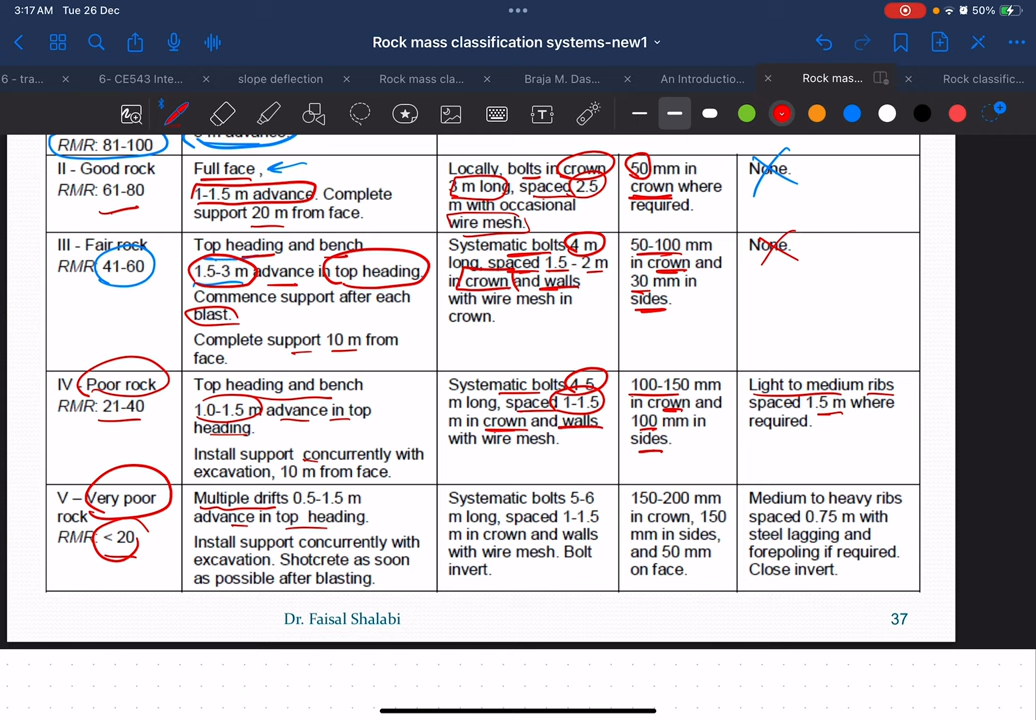 3:17AM Tue 26 Dec
50%
Rock mass classification systems-new1
6 - tra...
6- CE543 Inte...
slope deflection
Rock mass cla...
Braja M. Das...
An Introductio...
Rock mas...
Rock classific...
RMR: 81-100
3 m advance.
II - Good rock
RMR: 61-80
Full face ,
1-1.5 m advance. Complete
support 20 m from face.
Locally, bolts in crown
3 m long, spaced 2.5
m with occasional
wire mesh.
50 mm in
crown where
required.
None.
III - Fair rock
RMR: 41-60
Top heading and bench
1.5-3 m advance in top heading.
Commence support after each
blast.
Complete support 10 m from
face.
Systematic bolts 4 m
long, spaced 1.5 - 2 m
in crown and walls
with wire mesh in
crown.
50-100 mm
in crown and
30 mm in
sides.
None.
IV - Poor rock
RMR: 21-40
Top heading and bench
1.0-1.5 m advance in top
heading.
Install support concurrently with
excavation, 10 m from face.
Systematic bolts 4-5
m long, spaced 1-1.5
m in crown and walls
with wire mesh.
100-150 mm
in crown and
100 mm in
sides.
Light to medium ribs
spaced 1.5 m where
required.
V – Very poor
rock
RMR: < 20
Multiple drifts 0.5-1.5 m
advance in top heading.
Install support concurrently with
excavation. Shotcrete as soon
as possible after blasting.
Systematic bolts 5-6
m long, spaced 1-1.5
m in crown and walls
with wire mesh. Bolt
invert.
150-200 mm
in crown, 150
mm in sides,
and 50 mm
on face.
Medium to heavy ribs
spaced 0.75 m with
steel lagging and
forepoling if required.
Close invert.
Dr. Faisal Shalabi
37